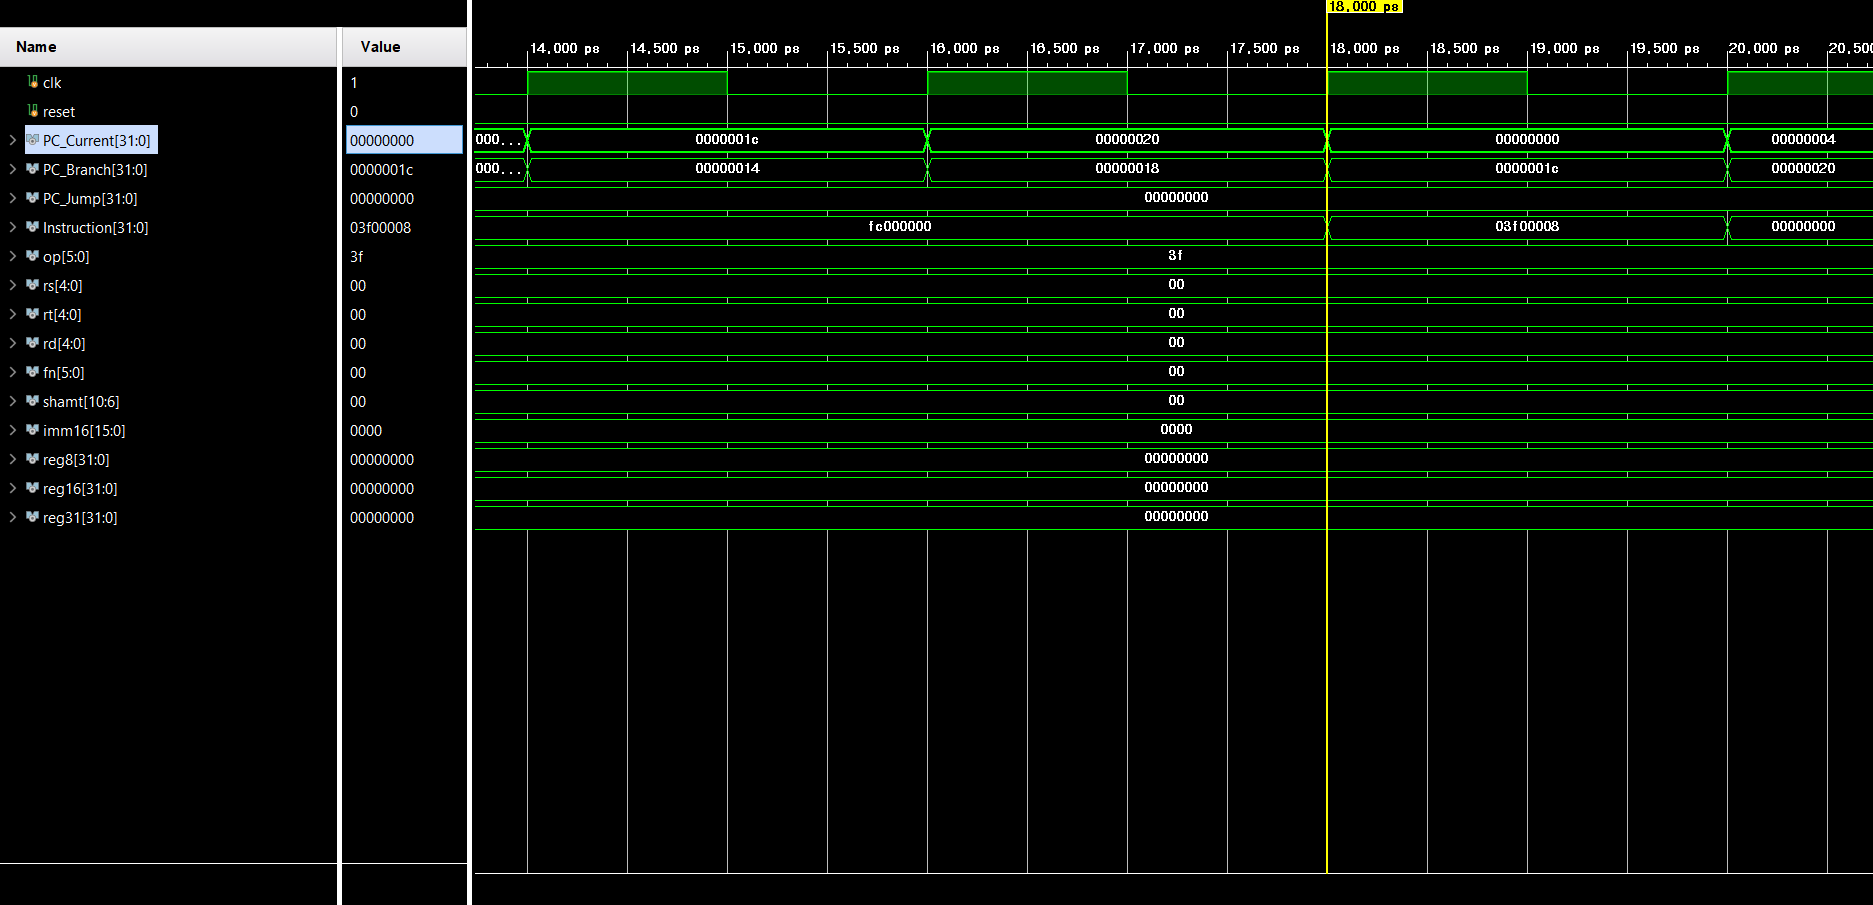 18,000 ps
Name Value
14,000 ps 14,500 ps 15,000 ps 15,500 ps 16,000 ps 16,500 ps 17,000 ps 17,500 ps 18,000 ps 18,500 ps 19,000 ps 19,500 ps 20,000 ps 20,500
clk 1
reset 0
PC_Current[31:0] 00000000 000... 0000001c 00000020 00000000 00000004
PC_Branch[31:0] 0000001c 000... 00000014 00000018 0000001c 00000020
PC_Jump[31:0] 00000000 00000000
Instruction[31:0] 03f00008 fc000000 03f00008 00000000
op[5:0] 3f 3f
rs[4:0] 00 00
rt[4:0] 00 00
rd[4:0] 00 00
fn[5:0] 00 00
shamt[10:6] 00 00
imm16[15:0] 0000 0000
reg8[31:0] 00000000 00000000
reg16[31:0] 00000000 00000000
reg31[31:0] 00000000 00000000